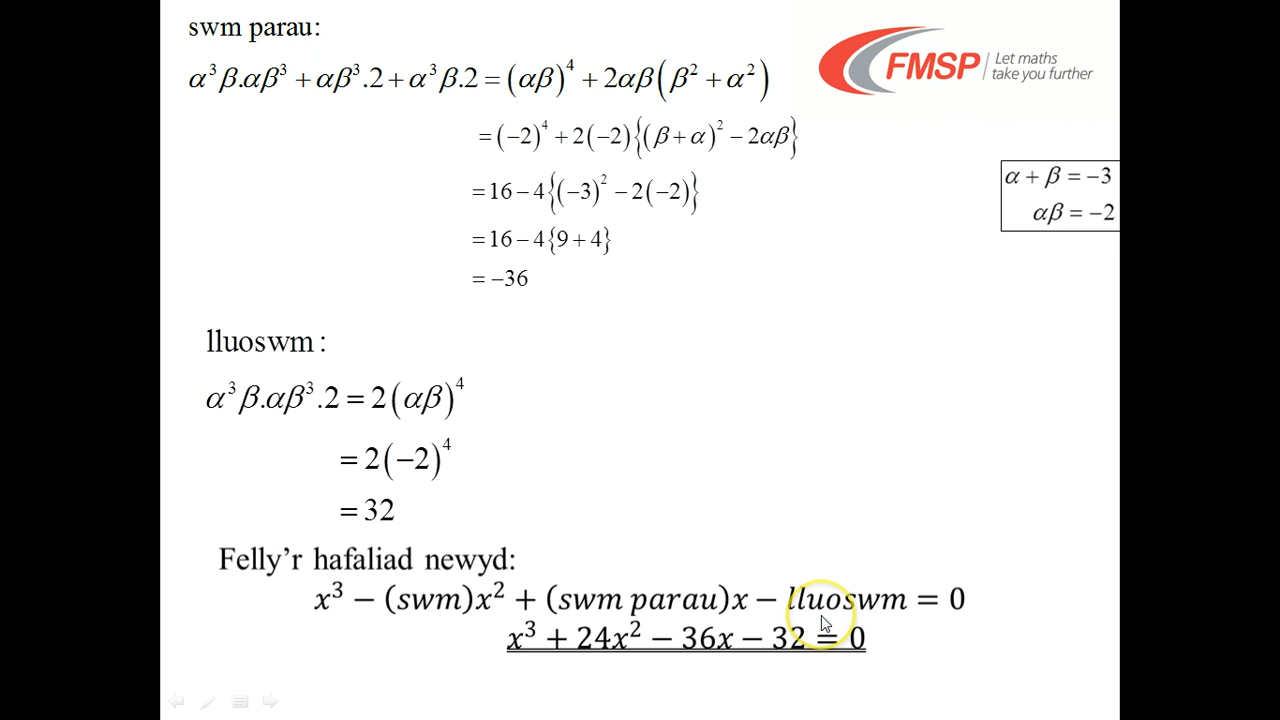 swm parau:
α³β.αβ³ + αβ³.2 + α³β.2 = (αβ)⁴ + 2αβ(β² + α²)
= (−2)⁴ + 2(−2){(β + α)² − 2αβ}
= 16 − 4{(−3)² − 2(−2)}
= 16 − 4{9 + 4}
= −36
FMSP
Let maths
take you further
α + β = −3
αβ = −2
lluoswm :
α³β.αβ³.2 = 2(αβ)⁴
= 2(−2)⁴
= 32
Felly’r hafaliad newyd:
x³ − (swm)x² + (swm parau)x − lluoswm = 0
x³ + 24x² − 36x − 32 = 0